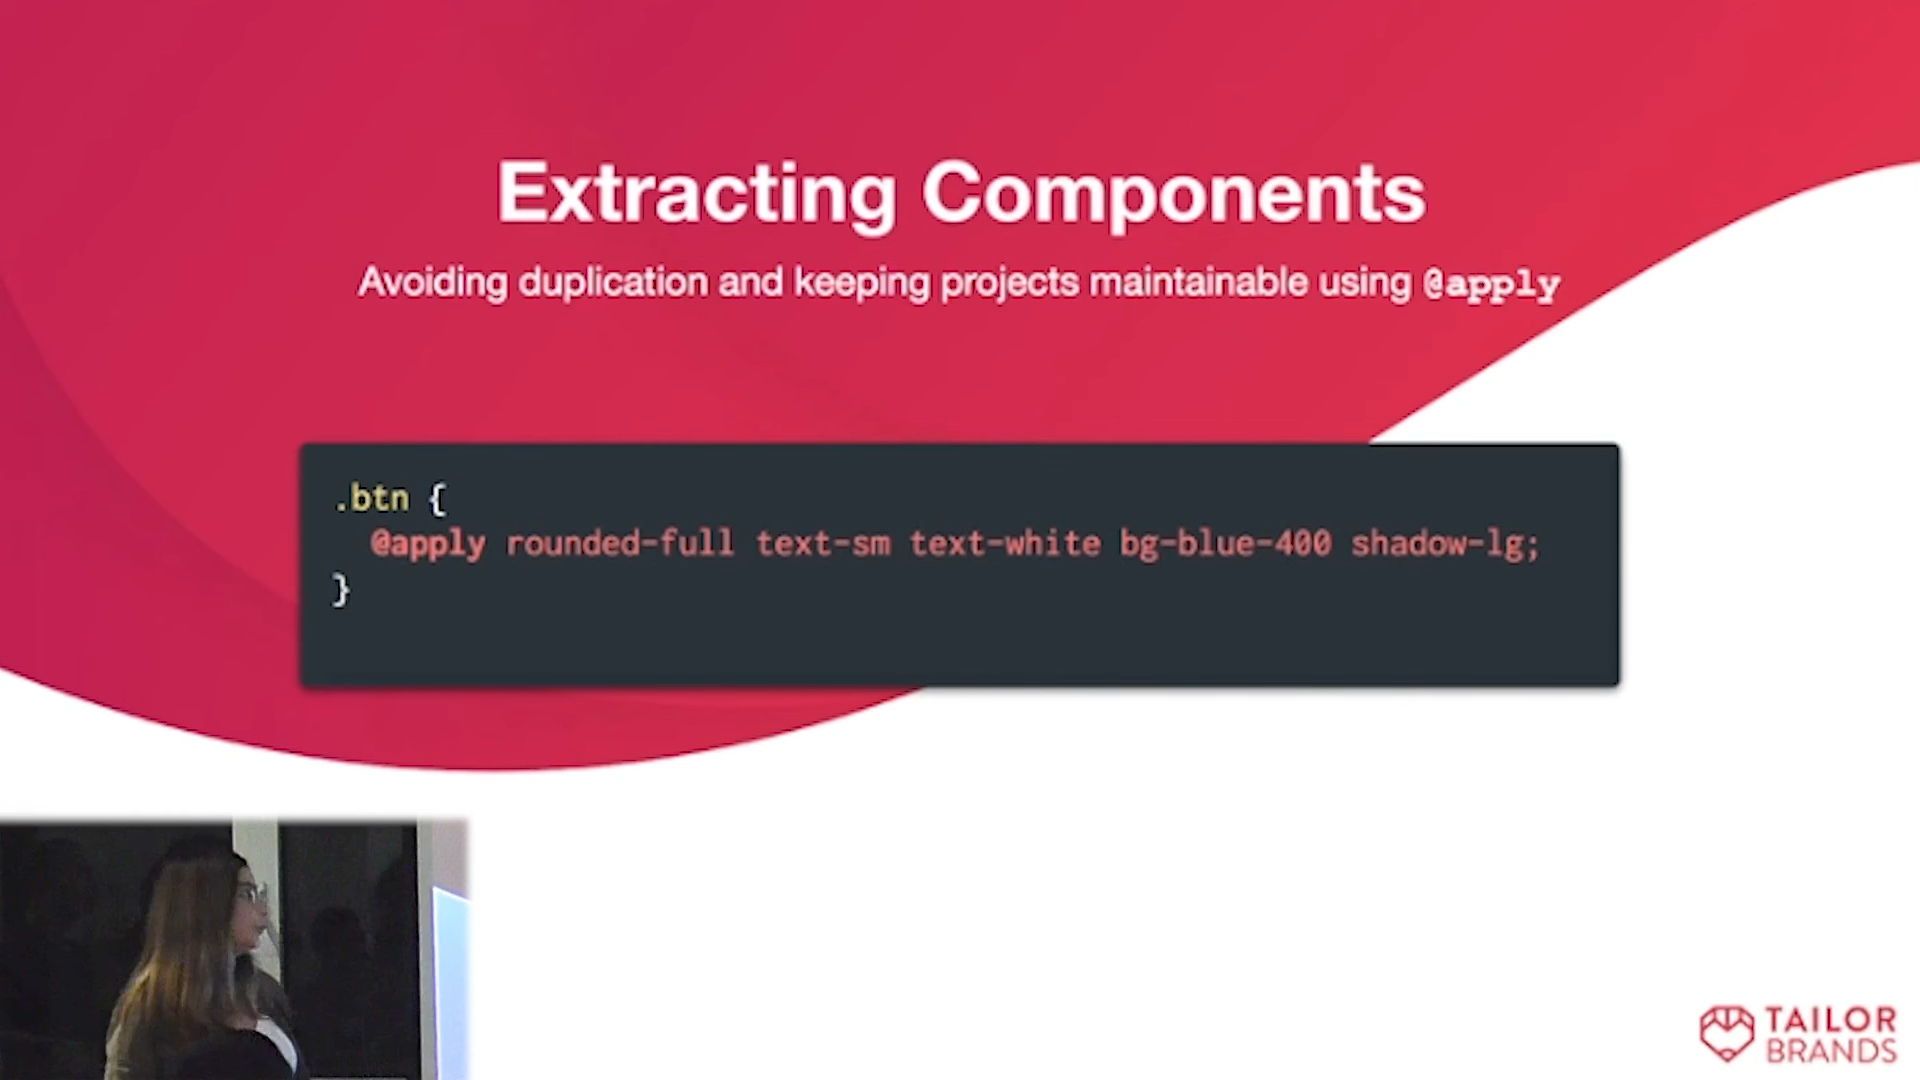 Extracting Components
Avoiding duplication and keeping projects maintainable using @apply
.btn {
@apply rounded-full text-sm text-white bg-blue-400 shadow-lg;
}
TAILOR
BRANDS